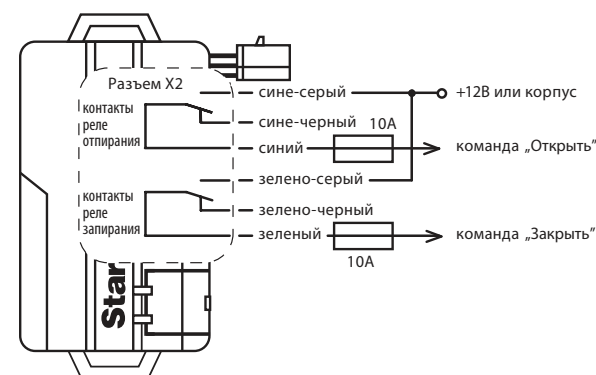 Разъем X2
контакты
реле
отпирания
контакты
реле
запирания
сине-серый
+12В или корпус
сине-черный
10А
синий
команда „Открыть"
зелено-серый
зелено-черный
зеленый
команда „Закрыть"
10А
Star